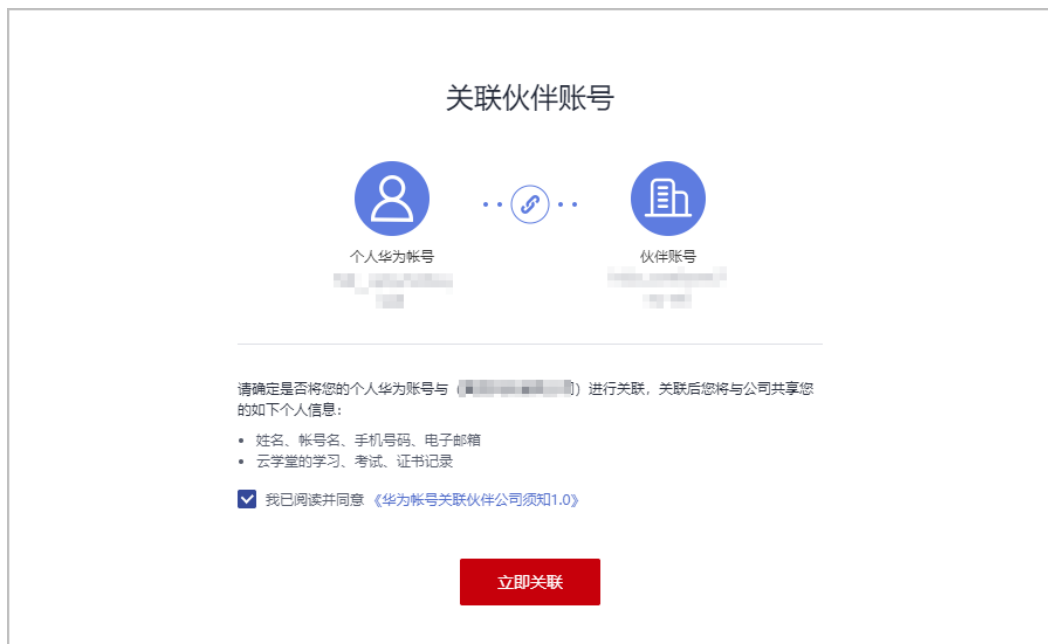 关联伙伴账号
个人华为帐号
伙伴账号
请确定是否将您的个人华为账号与（）进行关联，关联后您将与公司共享您
的如下个人信息：
• 姓名、帐号名、手机号码、电子邮箱
• 云学堂的学习、考试、证书记录
我已阅读并同意 《华为帐号关联伙伴公司须知1.0》
立即关联